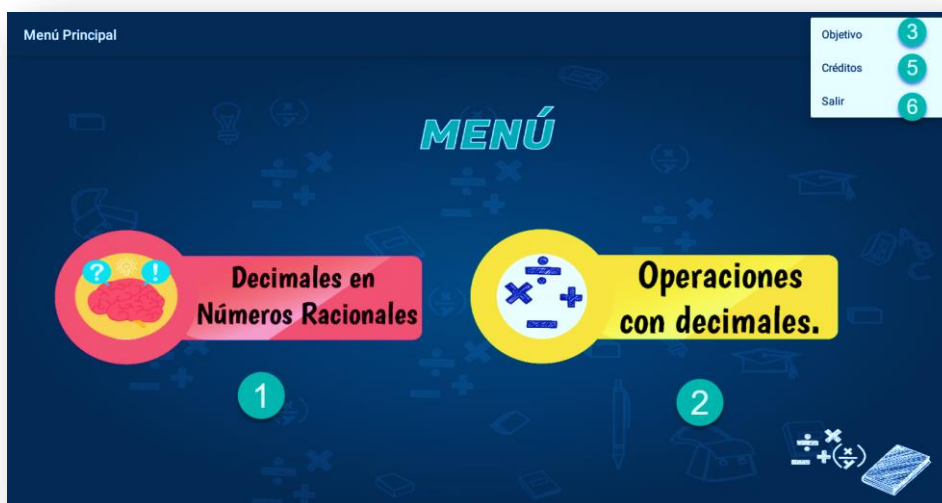 Menú Principal
Objetivo 3
Créditos 5
Salir 6
MENÚ
? !
Decimales en
Números Racionales
Operaciones
con decimales.
1
2